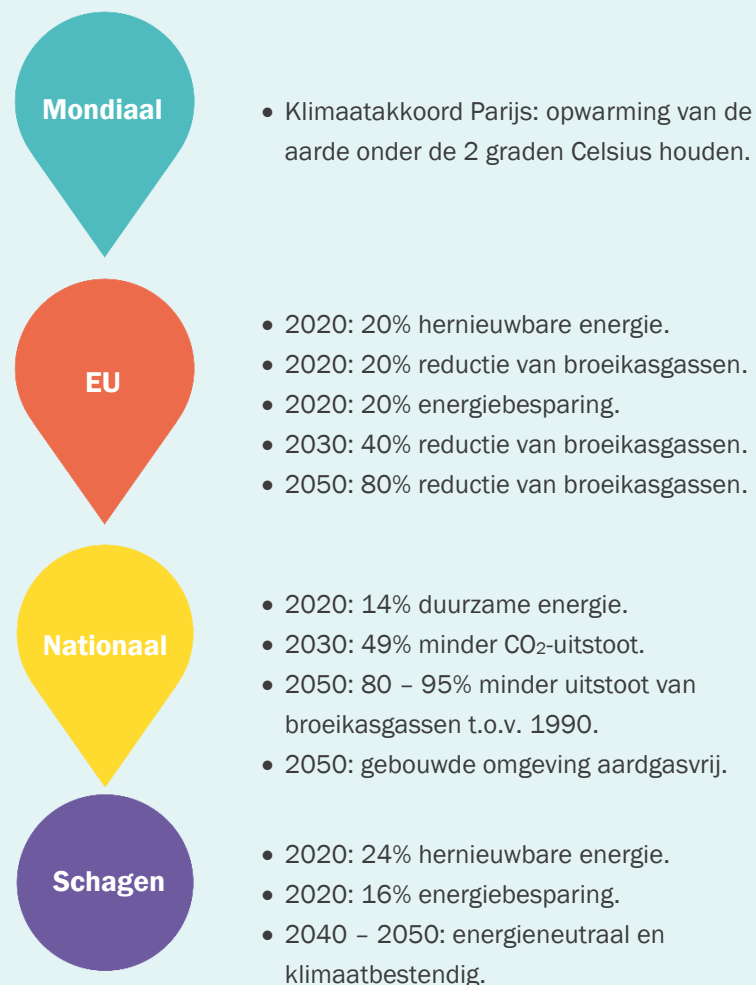 Mondiaal
• Klimaatakkoord Parijs: opwarming van de
aarde onder de 2 graden Celsius houden.
EU
• 2020: 20% hernieuwbare energie.
• 2020: 20% reductie van broeikasgassen.
• 2020: 20% energiebesparing.
• 2030: 40% reductie van broeikasgassen.
• 2050: 80% reductie van broeikasgassen.
Nationaal
• 2020: 14% duurzame energie.
• 2030: 49% minder CO₂-uitstoot.
• 2050: 80 – 95% minder uitstoot van
broeikasgassen t.o.v. 1990.
• 2050: gebouwde omgeving aardgasvrij.
Schagen
• 2020: 24% hernieuwbare energie.
• 2020: 16% energiebesparing.
• 2040 – 2050: energieneutraal en
klimaatbestendig.